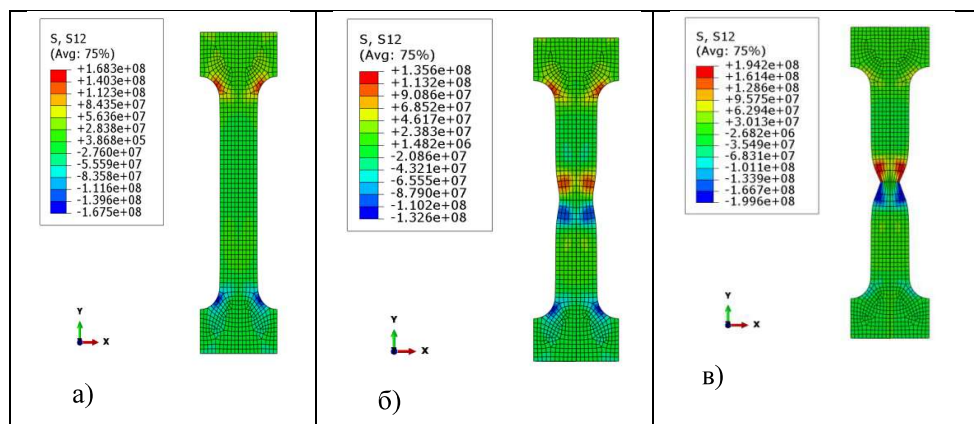 S, S12
(Avg: 75%)
+1.683e+08
+1.403e+08
+1.123e+08
+8.435e+07
+5.636e+07
+2.838e+07
+3.868e+05
-2.760e+07
-5.559e+07
-8.358e+07
-1.116e+08
-1.396e+08
-1.675e+08
Y
X
а)
S, S12
(Avg: 75%)
+1.356e+08
+1.132e+08
+9.086e+07
+6.852e+07
+4.617e+07
+2.383e+07
+1.482e+06
-2.086e+07
-4.321e+07
-6.555e+07
-8.790e+07
-1.102e+08
-1.326e+08
Y
X
б)
S, S12
(Avg: 75%)
+1.942e+08
+1.614e+08
+1.286e+08
+9.575e+07
+6.294e+07
+3.013e+07
-2.682e+06
-3.549e+07
-6.831e+07
-1.011e+08
-1.339e+08
-1.667e+08
-1.996e+08
Y
X
в)